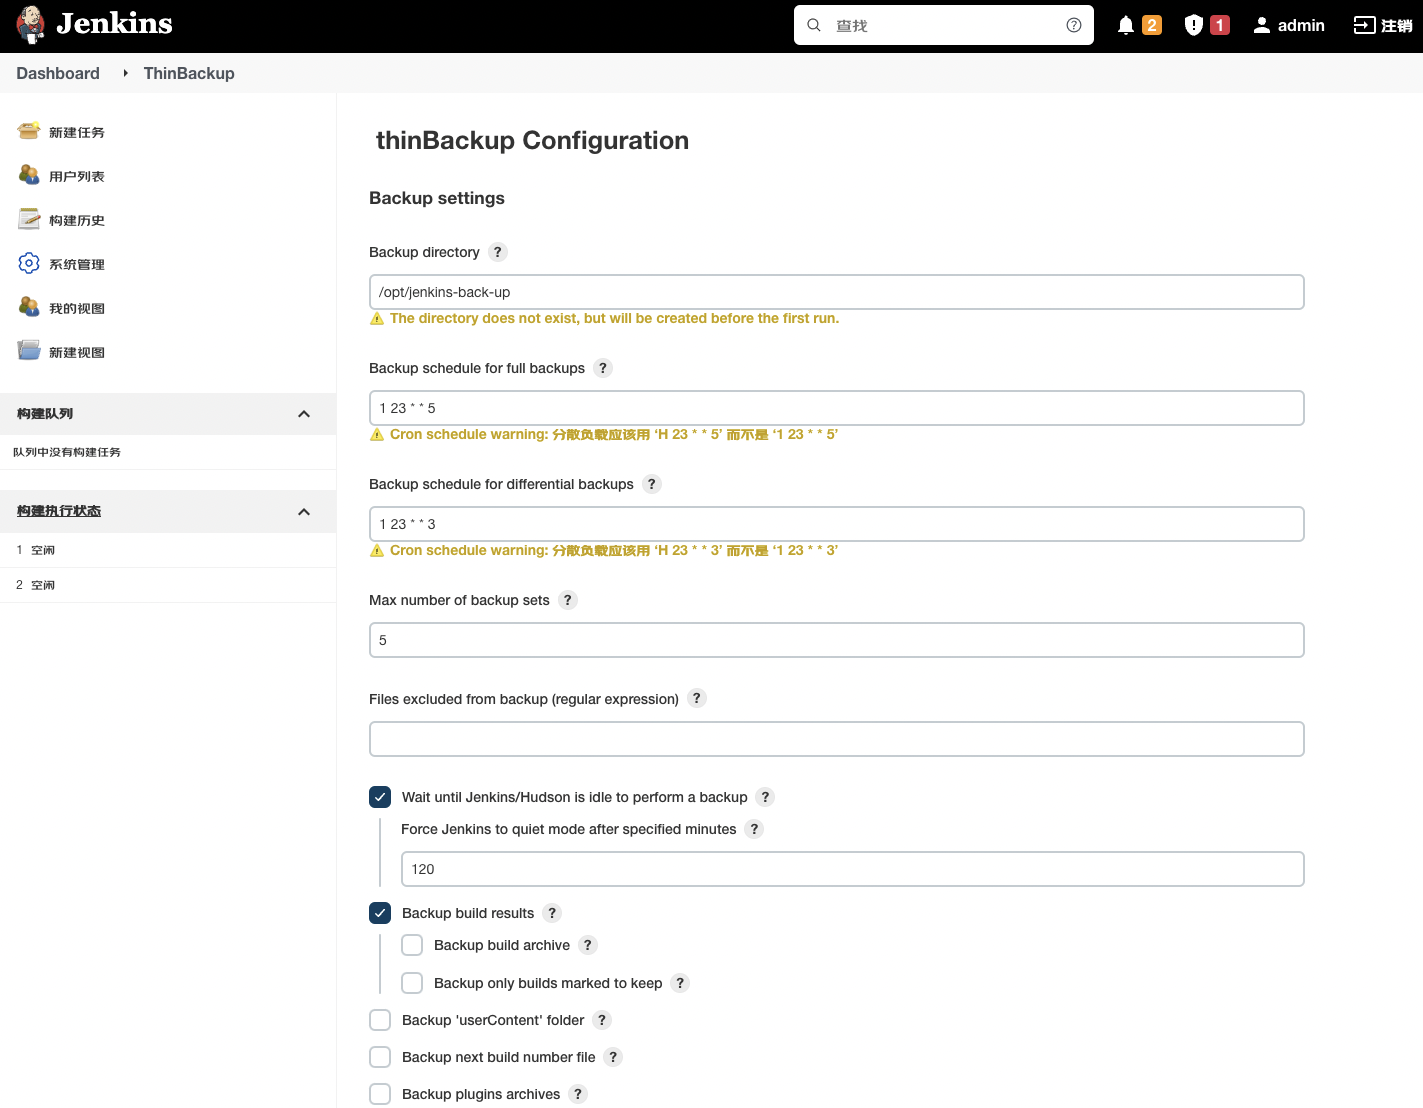 Jenkins
查找
2
1
admin
注销
Dashboard
ThinBackup
新建任务
用户列表
构建历史
系统管理
我的视图
新建视图
构建队列
队列中没有构建任务
构建执行状态
1 空闲
2 空闲
thinBackup Configuration
Backup settings
Backup directory ?
/opt/jenkins-back-up
The directory does not exist, but will be created before the first run.
Backup schedule for full backups ?
1 23 * * 5
Cron schedule warning: 分散负载应该用 ‘H 23 * * 5’ 而不是 ‘1 23 * * 5’
Backup schedule for differential backups ?
1 23 * * 3
Cron schedule warning: 分散负载应该用 ‘H 23 * * 3’ 而不是 ‘1 23 * * 3’
Max number of backup sets ?
5
Files excluded from backup (regular expression) ?
Wait until Jenkins/Hudson is idle to perform a backup ?
Force Jenkins to quiet mode after specified minutes ?
120
Backup build results ?
Backup build archive ?
Backup only builds marked to keep ?
Backup 'userContent' folder ?
Backup next build number file ?
Backup plugins archives ?